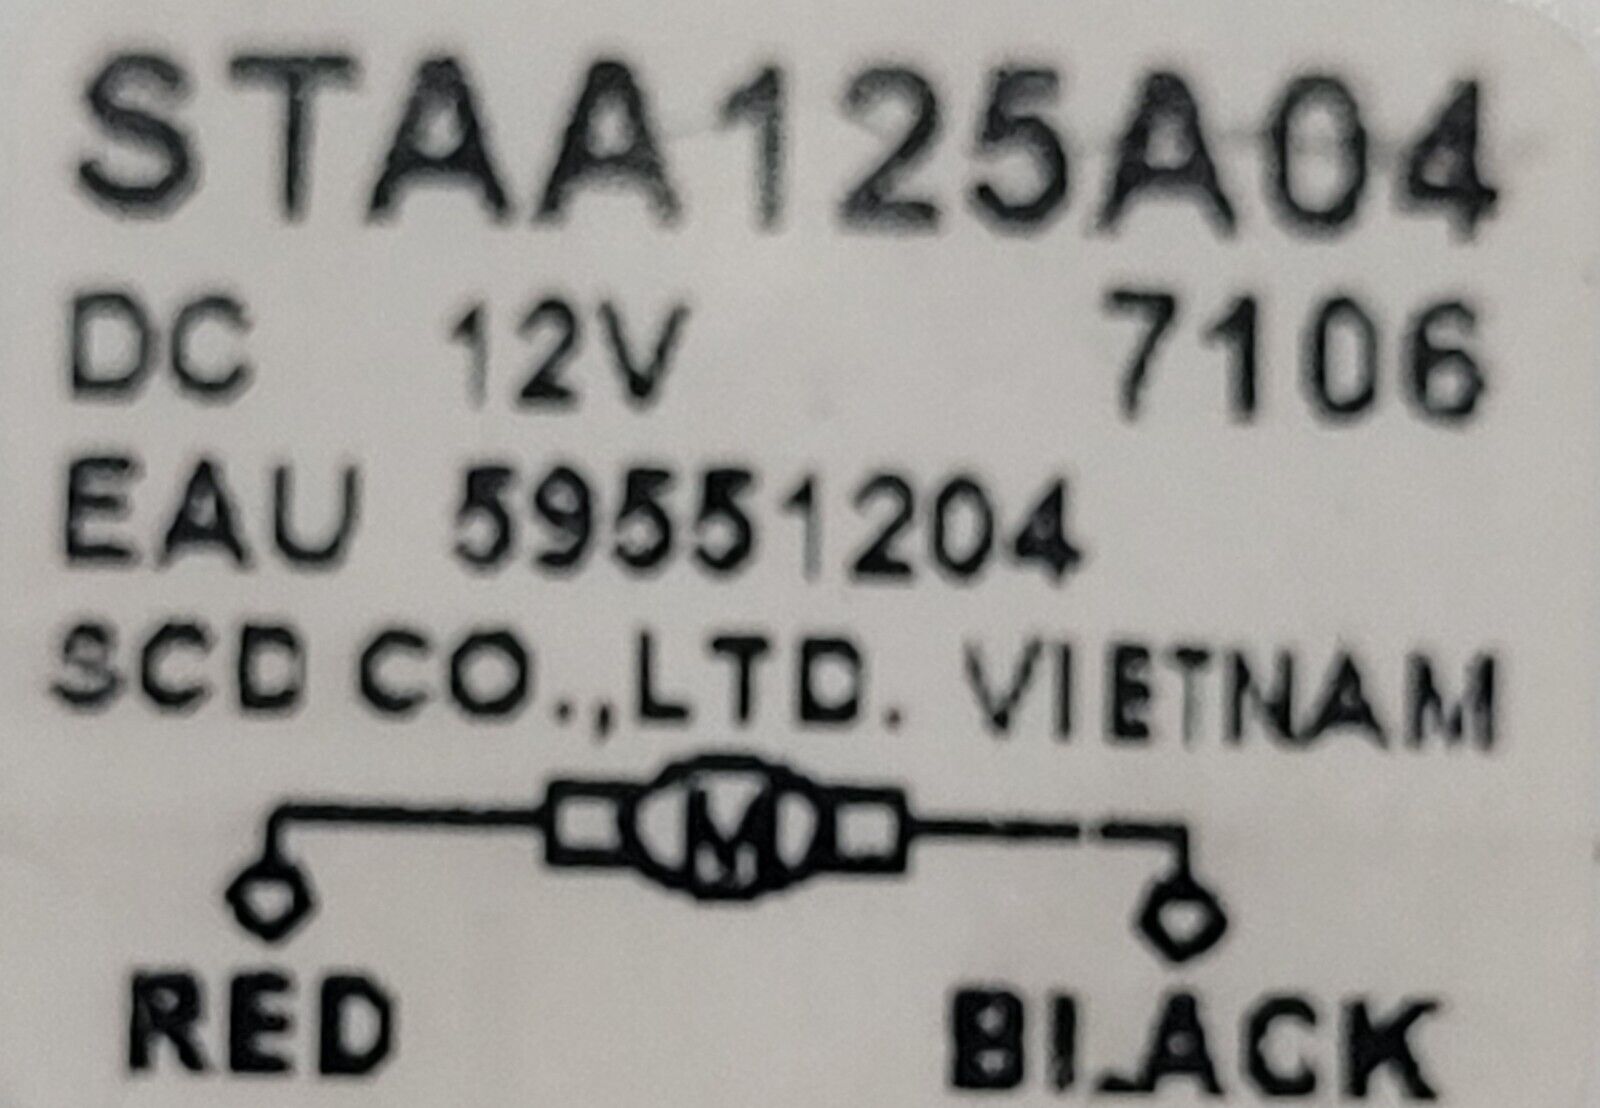 STAA125A04
DC 12V 7106
EAU 59551204
SCD CO.,LTD. VIETNAM
M
RED BLACK